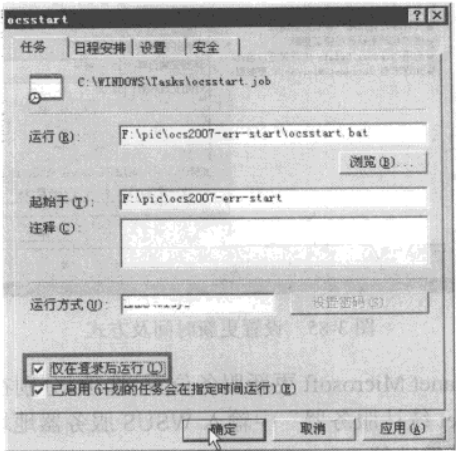 ocsstart
任务 日程安排 设置 安全
C:\WINDOWS\Tasks\ocsstart.job
运行(R): F:\pic\ocs2007-err-start\ocsstart.bat
浏览(B)...
起始于(T): F:\pic\ocs2007-err-start
注释(C):
运行方式(U): 设置密码(S)...
仅在登录后运行(L)
已启用(计划的任务会在指定时间运行)(E)
确定 取消 应用(A)